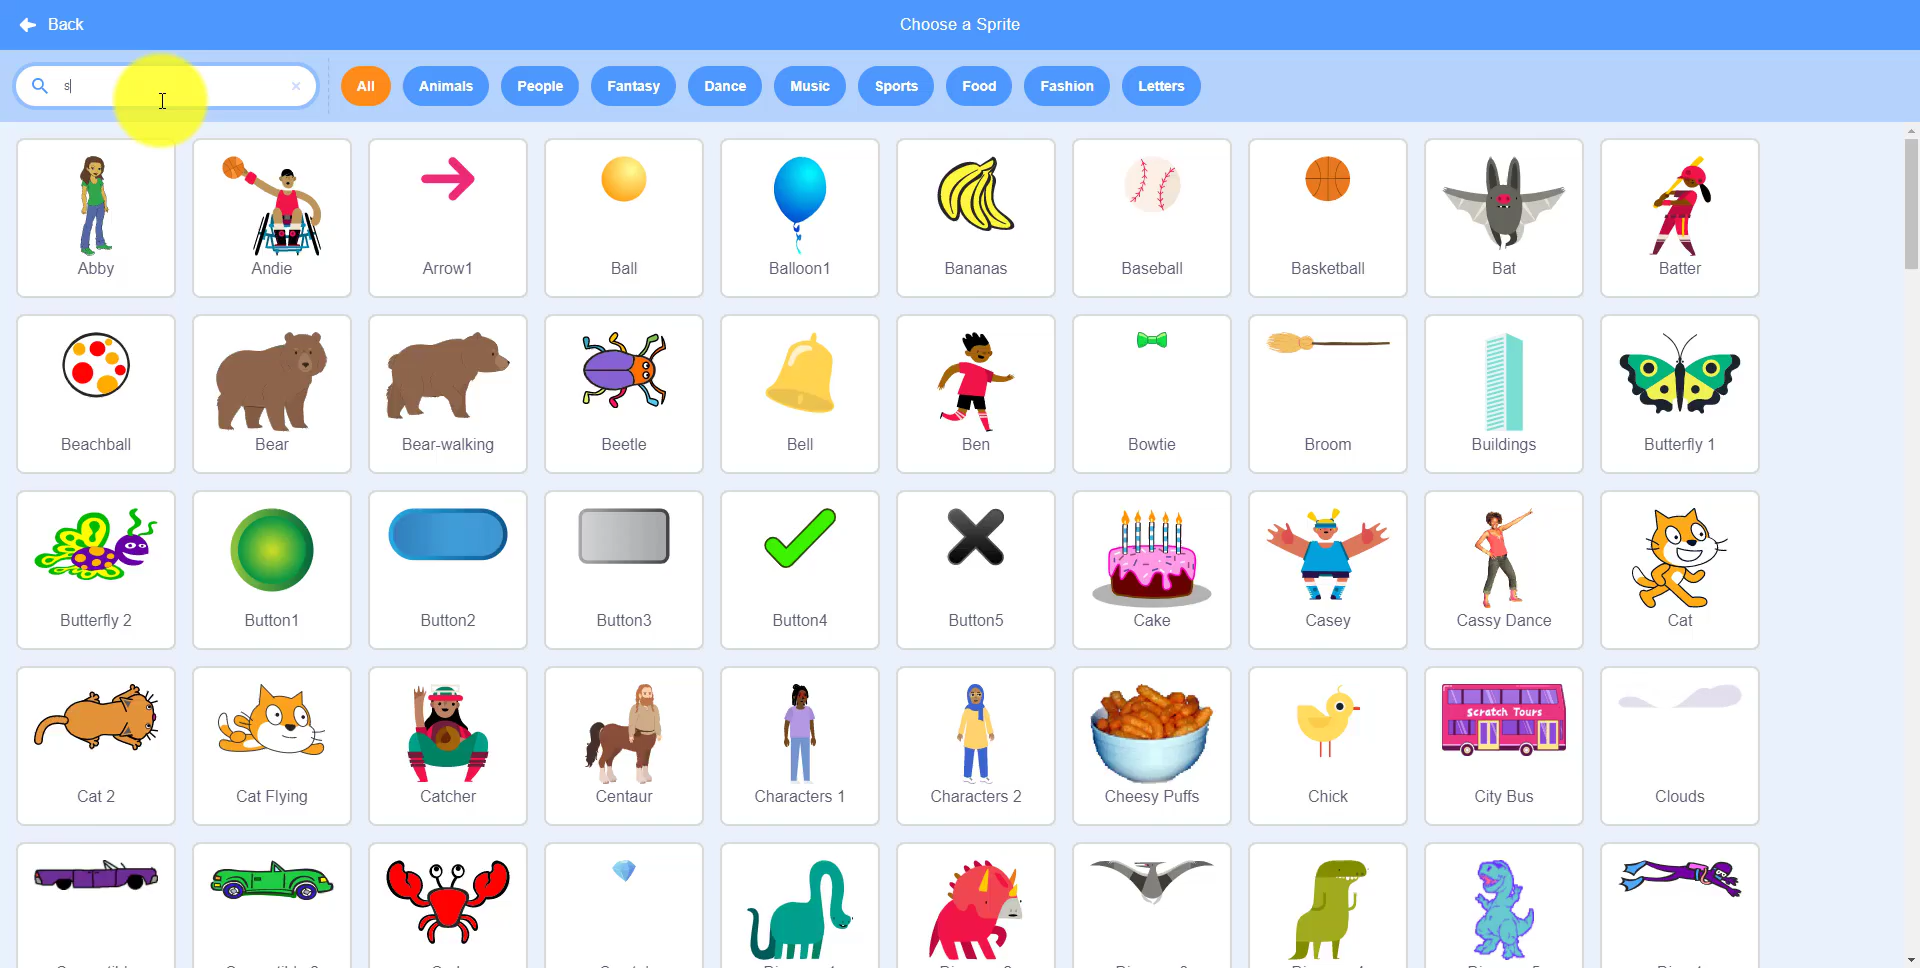 Back
Choose a Sprite
s
All
Animals
People
Fantasy
Dance
Music
Sports
Food
Fashion
Letters
Abby
Andie
Arrow1
Ball
Balloon1
Bananas
Baseball
Basketball
Bat
Batter
Beachball
Bear
Bear-walking
Beetle
Bell
Ben
Bowtie
Broom
Buildings
Butterfly 1
Butterfly 2
Button1
Button2
Button3
Button4
Button5
Cake
Casey
Cassy Dance
Cat
Scratch Tours
Cat 2
Cat Flying
Catcher
Centaur
Characters 1
Characters 2
Cheesy Puffs
Chick
City Bus
Clouds